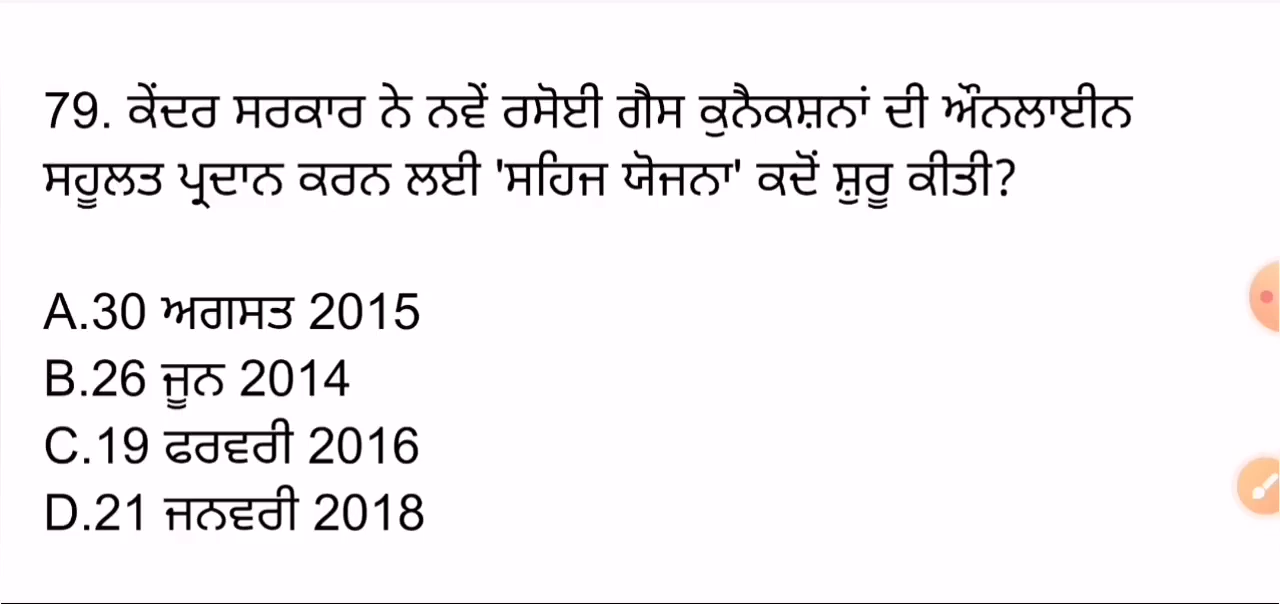 79. ਕੇਂਦਰ ਸਰਕਾਰ ਨੇ ਨਵੇਂ ਰਸੋਈ ਗੈਸ ਕੁਨੈਕਸ਼ਨਾਂ ਦੀ ਔਨਲਾਈਨ
ਸਹੂਲਤ ਪ੍ਰਦਾਨ ਕਰਨ ਲਈ 'ਸਹਿਜ ਯੋਜਨਾ' ਕਦੋਂ ਸ਼ੁਰੂ ਕੀਤੀ?
A.30 ਅਗਸਤ 2015
B.26 ਜੂਨ 2014
C.19 ਫਰਵਰੀ 2016
D.21 ਜਨਵਰੀ 2018